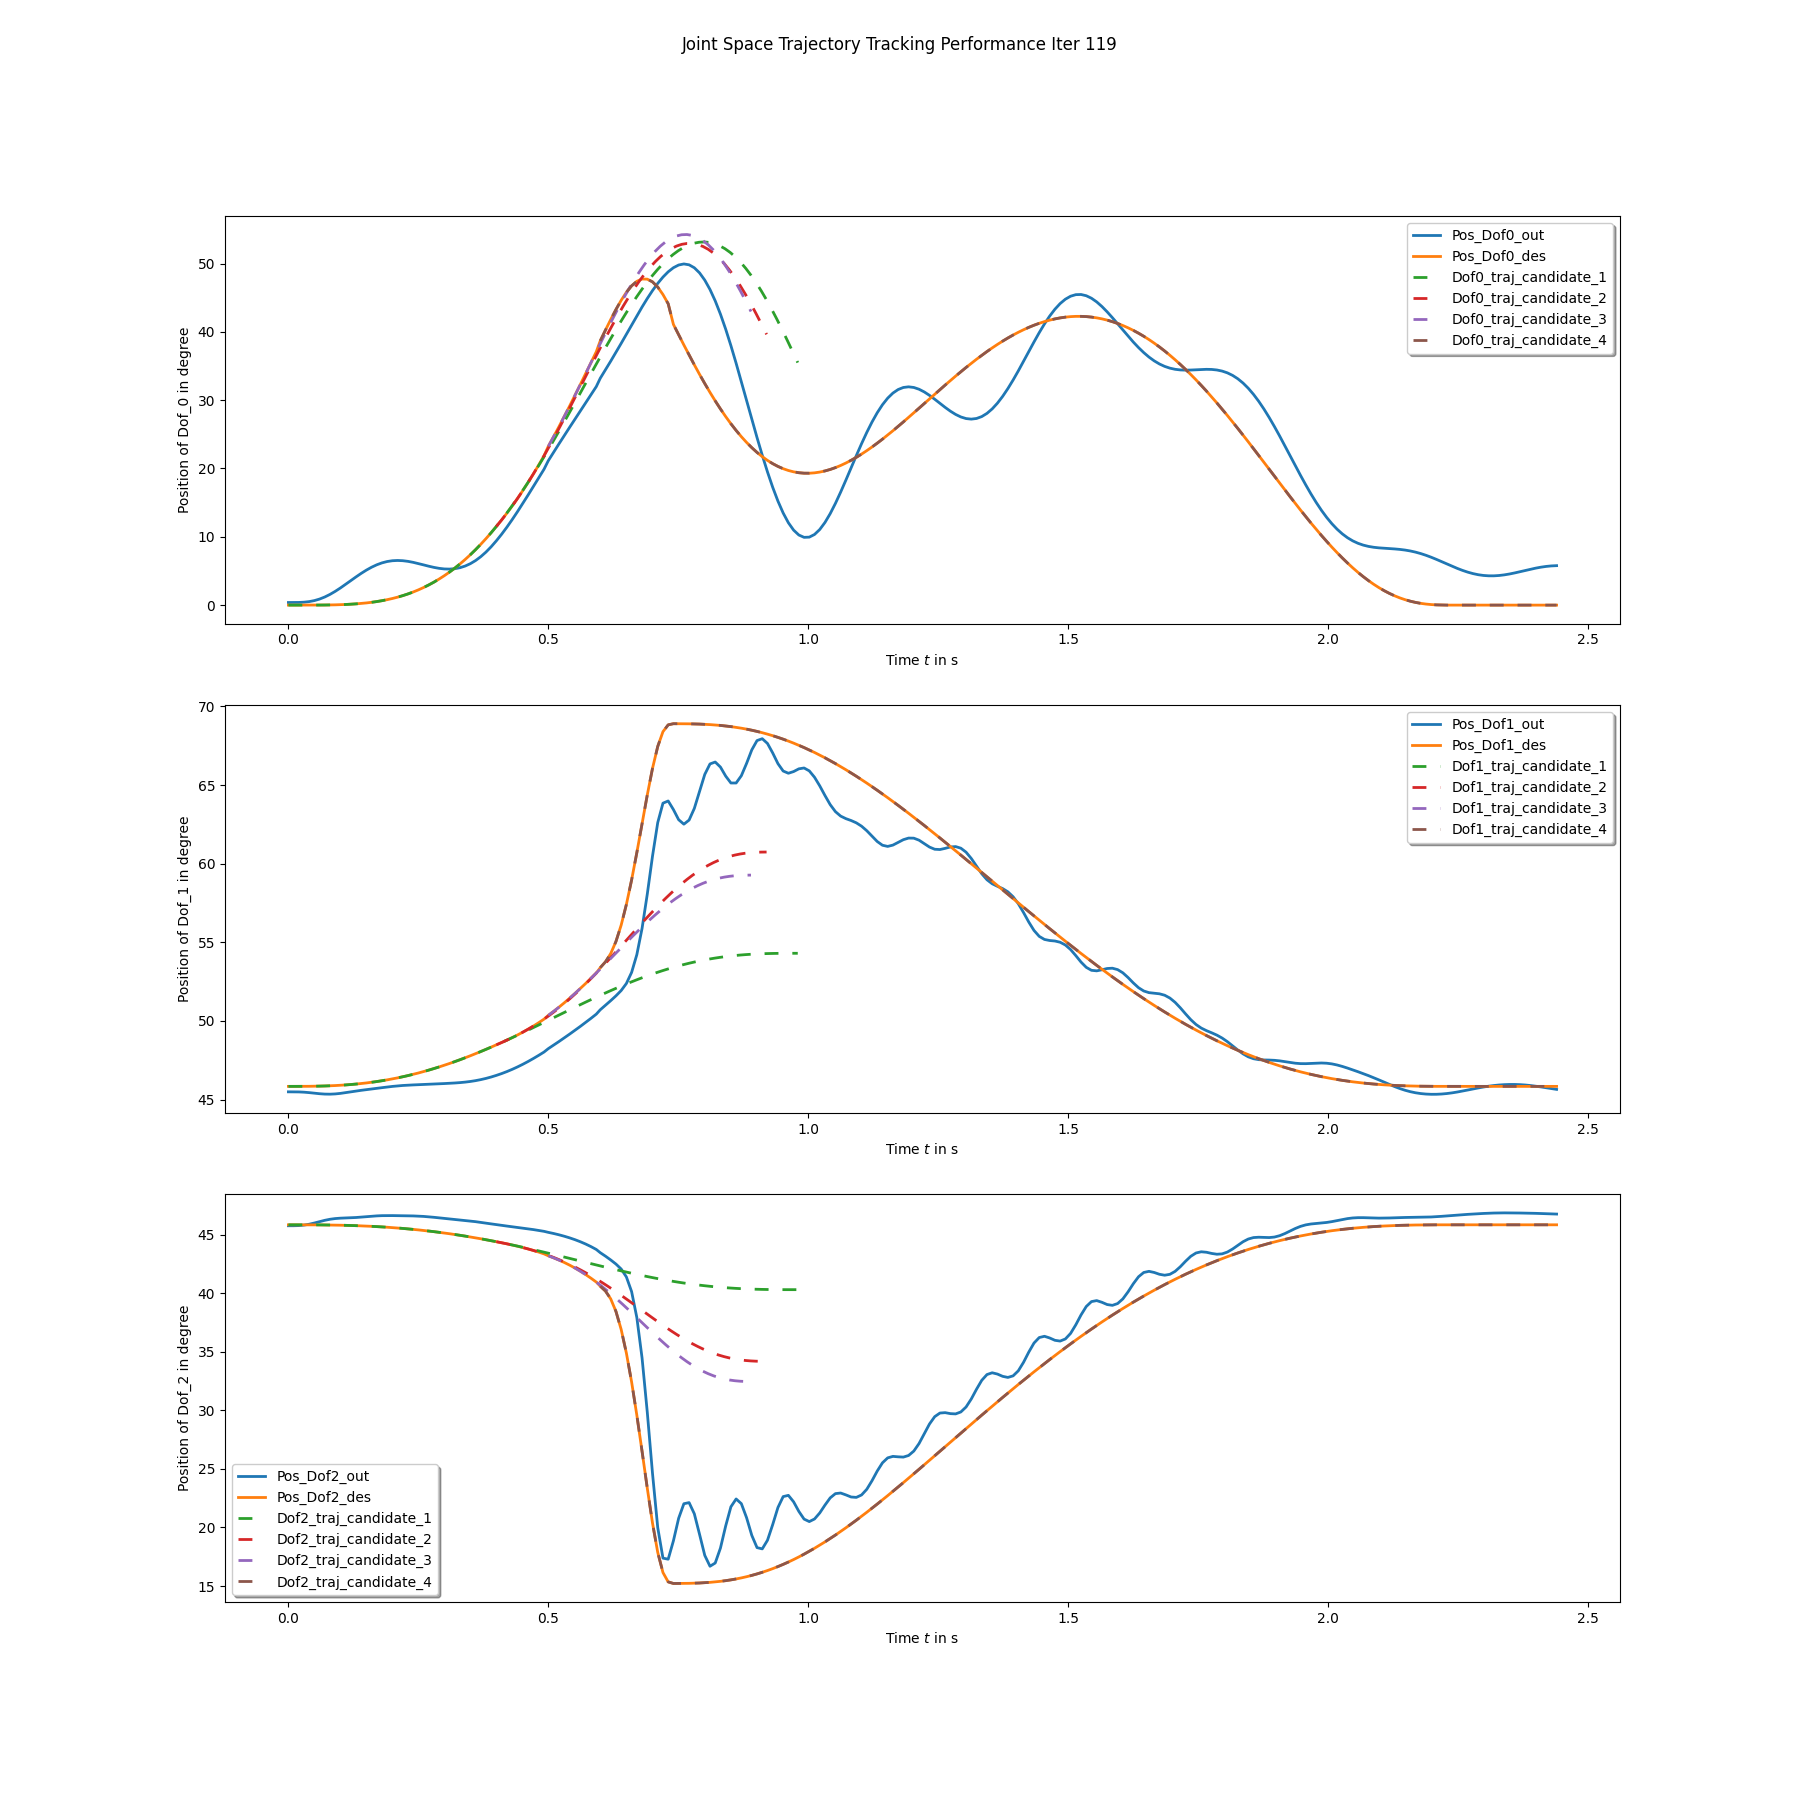 Joint Space Trajectory Tracking Performance Iter 119
Position of Dof_0 in degree
50
40
30
20
10
0
0.0 0.5 1.0 1.5 2.0 2.5
Time t in s
Pos_Dof0_out
Pos_Dof0_des
Dof0_traj_candidate_1
Dof0_traj_candidate_2
Dof0_traj_candidate_3
Dof0_traj_candidate_4
Position of Dof_1 in degree
70
65
60
55
50
45
0.0 0.5 1.0 1.5 2.0 2.5
Time t in s
Pos_Dof1_out
Pos_Dof1_des
Dof1_traj_candidate_1
Dof1_traj_candidate_2
Dof1_traj_candidate_3
Dof1_traj_candidate_4
Position of Dof_2 in degree
45
40
35
30
25
20
15
0.0 0.5 1.0 1.5 2.0 2.5
Time t in s
Pos_Dof2_out
Pos_Dof2_des
Dof2_traj_candidate_1
Dof2_traj_candidate_2
Dof2_traj_candidate_3
Dof2_traj_candidate_4